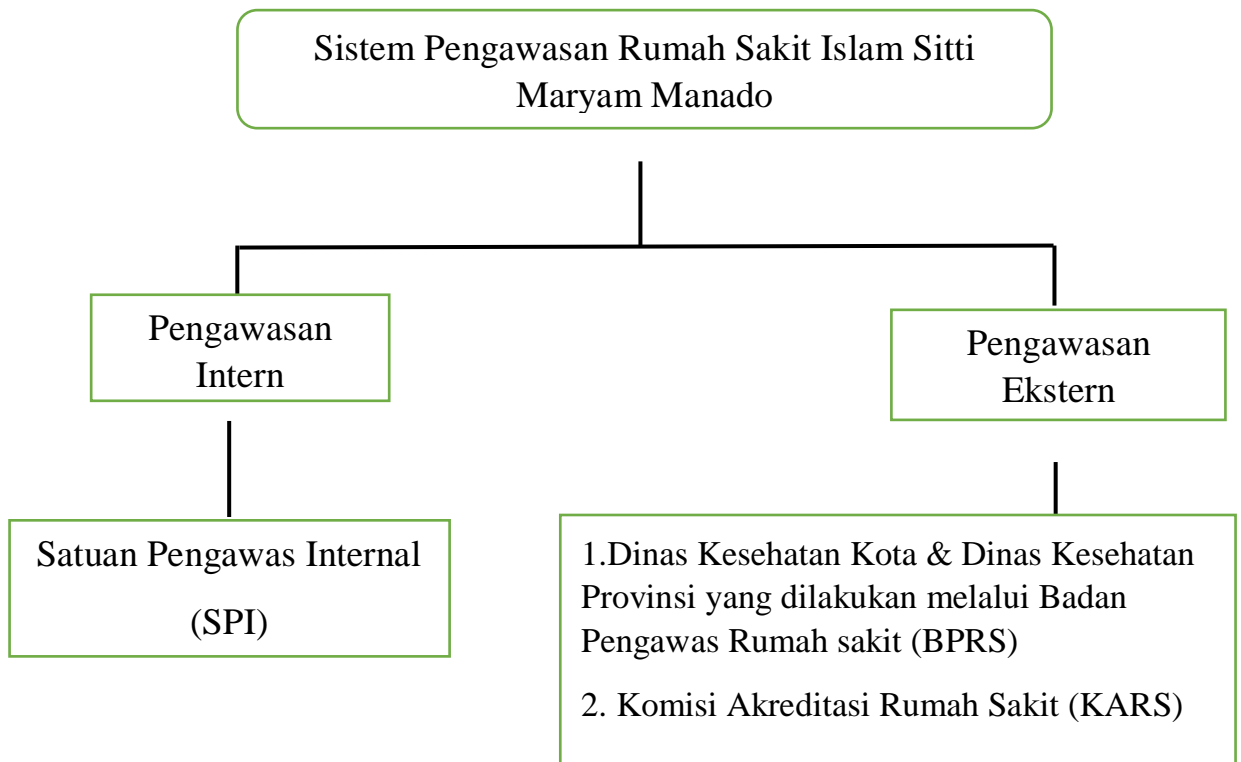 Sistem Pengawasan Rumah Sakit Islam Sitti
Maryam Manado
Pengawasan
Intern
Pengawasan
Ekstern
Satuan Pengawas Internal
(SPI)
1.Dinas Kesehatan Kota & Dinas Kesehatan
Provinsi yang dilakukan melalui Badan
Pengawas Rumah sakit (BPRS)
2. Komisi Akreditasi Rumah Sakit (KARS)